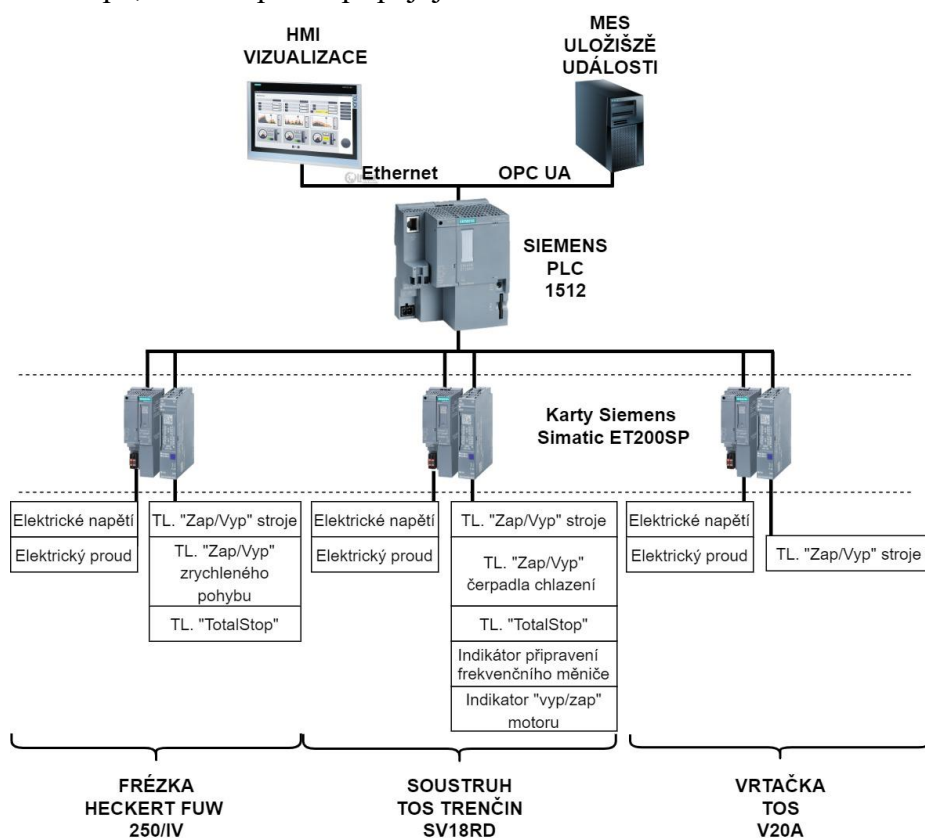 HMI
VIZUALIZACE
MES
ULOŽIŠZĚ
UDÁLOSTI
Ethernet
OPC UA
SIEMENS
PLC
1512
Karty Siemens
Simatic ET200SP
Elektrické napětí
Elektrický proud
TL. "Zap/Vyp" stroje
TL. "Zap/Vyp"
zrychleného
pohybu
TL. "TotalStop"
Elektrické napětí
Elektrický proud
TL. "Zap/Vyp" stroje
TL. "Zap/Vyp"
čerpadla chlazení
TL. "TotalStop"
Indikátor připravení
frekvenčního měniče
Indikator "vyp/zap"
motoru
Elektrické napětí
Elektrický proud
TL. "Zap/Vyp" stroje
FRÉZKA
HECKERT FUW
250/IV
SOUSTRUH
TOS TRENČIN
SV18RD
VRTAČKA
TOS
V20A